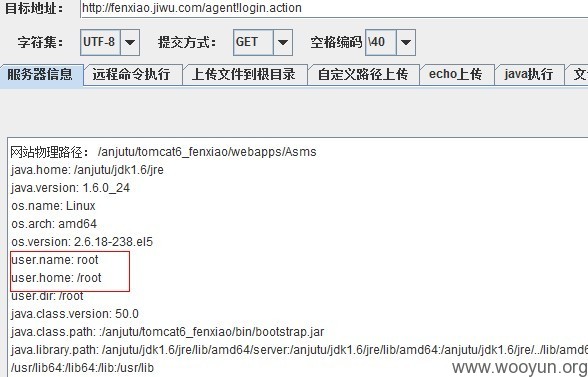 目标地址： http://fenxiao.jiwu.com/agent!login.action
字符集： UTF-8 提交方式： GET 空格编码 \40
服务器信息 远程命令执行 上传文件到根目录 自定义路径上传 echo上传 java执行 文
网站物理路径： /anjutu/tomcat6_fenxiao/webapps/Asms
java.home: /anjutu/jdk1.6/jre
java.version: 1.6.0_24
os.name: Linux
os.arch: amd64
os.version: 2.6.18-238.el5
user.name: root
user.home: /root
user.dir: /root
java.class.version: 50.0
java.class.path: :/anjutu/tomcat6_fenxiao/bin/bootstrap.jar
java.library.path: /anjutu/jdk1.6/jre/lib/amd64/server:/anjutu/jdk1.6/jre/lib/amd64:/anjutu/jdk1.6/jre/../lib/amd64
/usr/lib64:/lib64:/lib:/usr/lib
www.wooyun.org